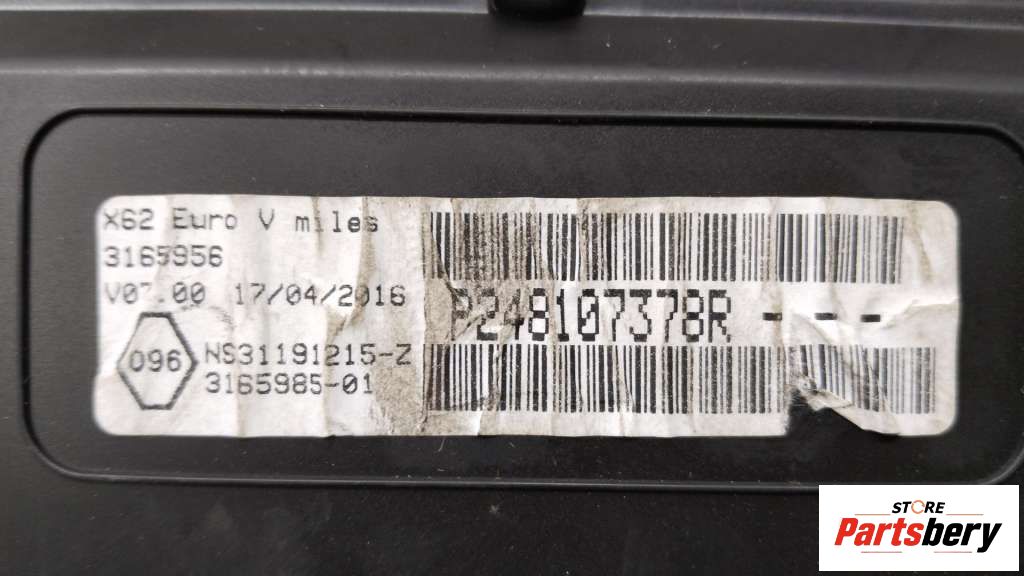 X62 Euro V miles
3165956
V07.00 17/04/2016
096
NS31191215-Z
3165985-01
P248107378R - - -
STORE
Partsbery